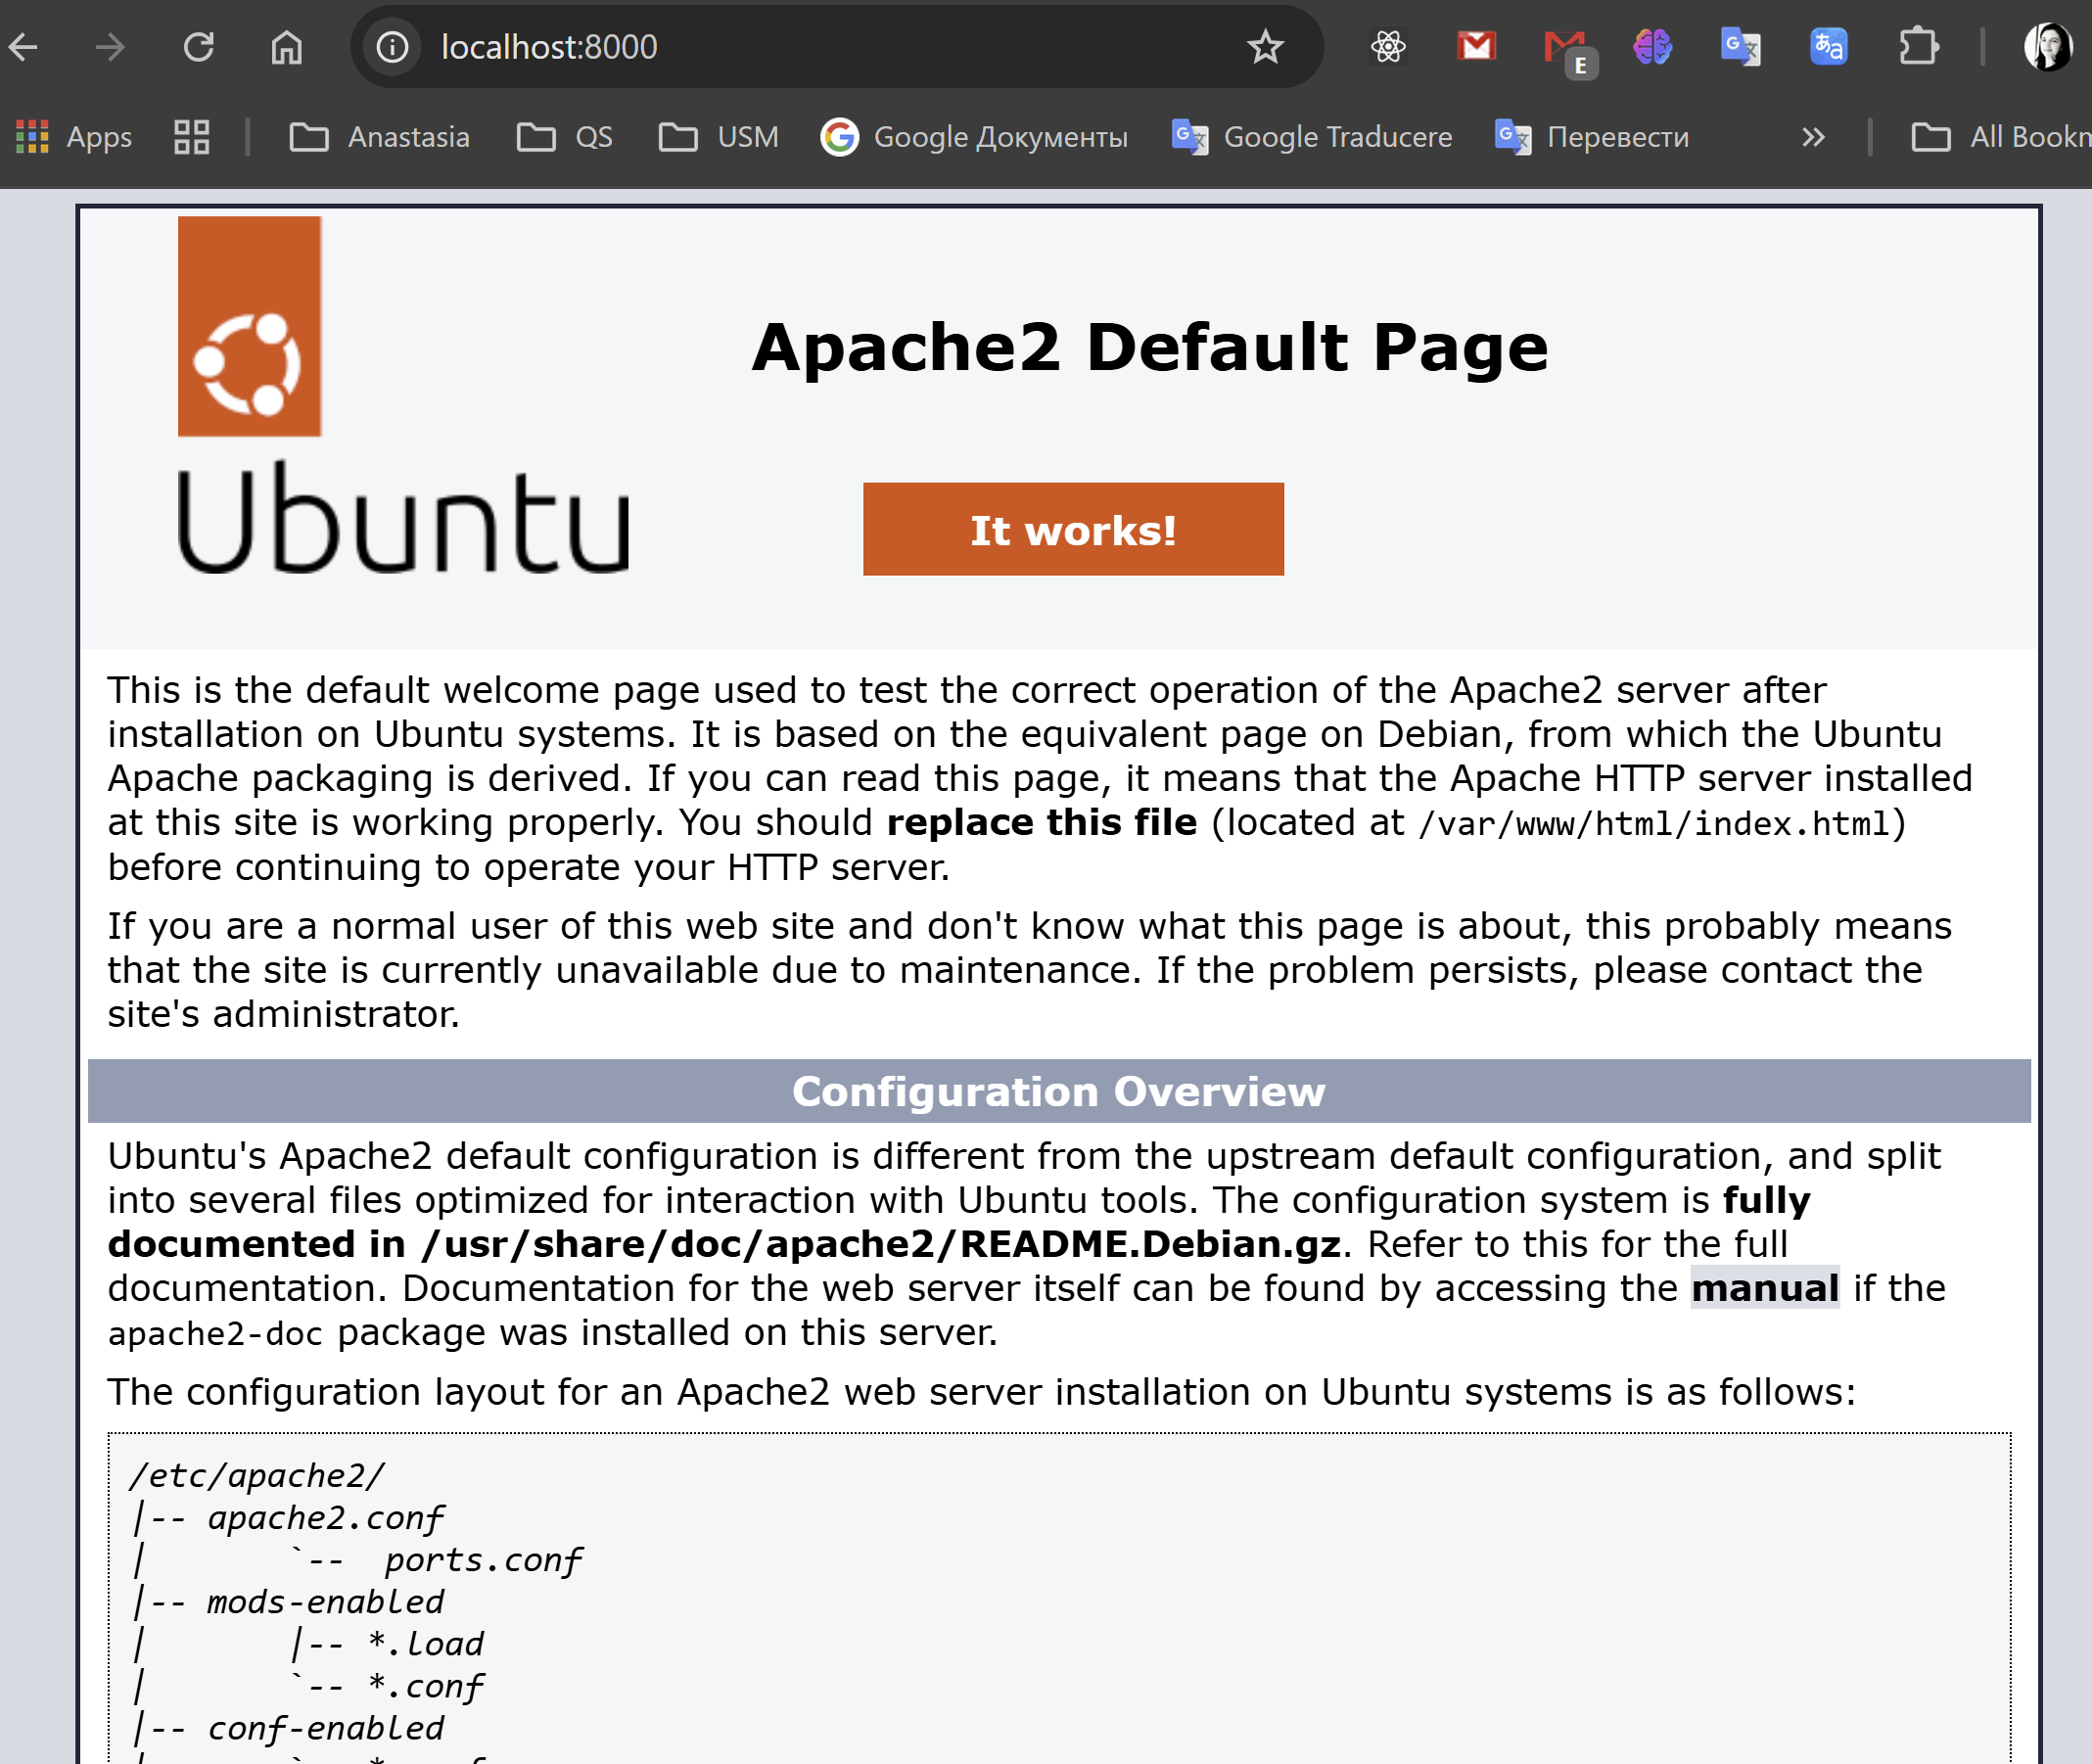 localhost:8000
E
Apps
Anastasia
QS
USM
Google Документы
Google Traducere
Перевести
All Bookm
Ubuntu
Apache2 Default Page
It works!
This is the default welcome page used to test the correct operation of the Apache2 server after
installation on Ubuntu systems. It is based on the equivalent page on Debian, from which the Ubuntu
Apache packaging is derived. If you can read this page, it means that the Apache HTTP server installed
at this site is working properly. You should replace this file (located at /var/www/html/index.html)
before continuing to operate your HTTP server.
If you are a normal user of this web site and don't know what this page is about, this probably means
that the site is currently unavailable due to maintenance. If the problem persists, please contact the
site's administrator.
Configuration Overview
Ubuntu's Apache2 default configuration is different from the upstream default configuration, and split
into several files optimized for interaction with Ubuntu tools. The configuration system is fully
documented in /usr/share/doc/apache2/README.Debian.gz. Refer to this for the full
documentation. Documentation for the web server itself can be found by accessing the manual if the
apache2-doc package was installed on this server.
The configuration layout for an Apache2 web server installation on Ubuntu systems is as follows:
/etc/apache2/
|-- apache2.conf
|       `--  ports.conf
|-- mods-enabled
|       |-- *.load
|       `-- *.conf
|-- conf-enabled